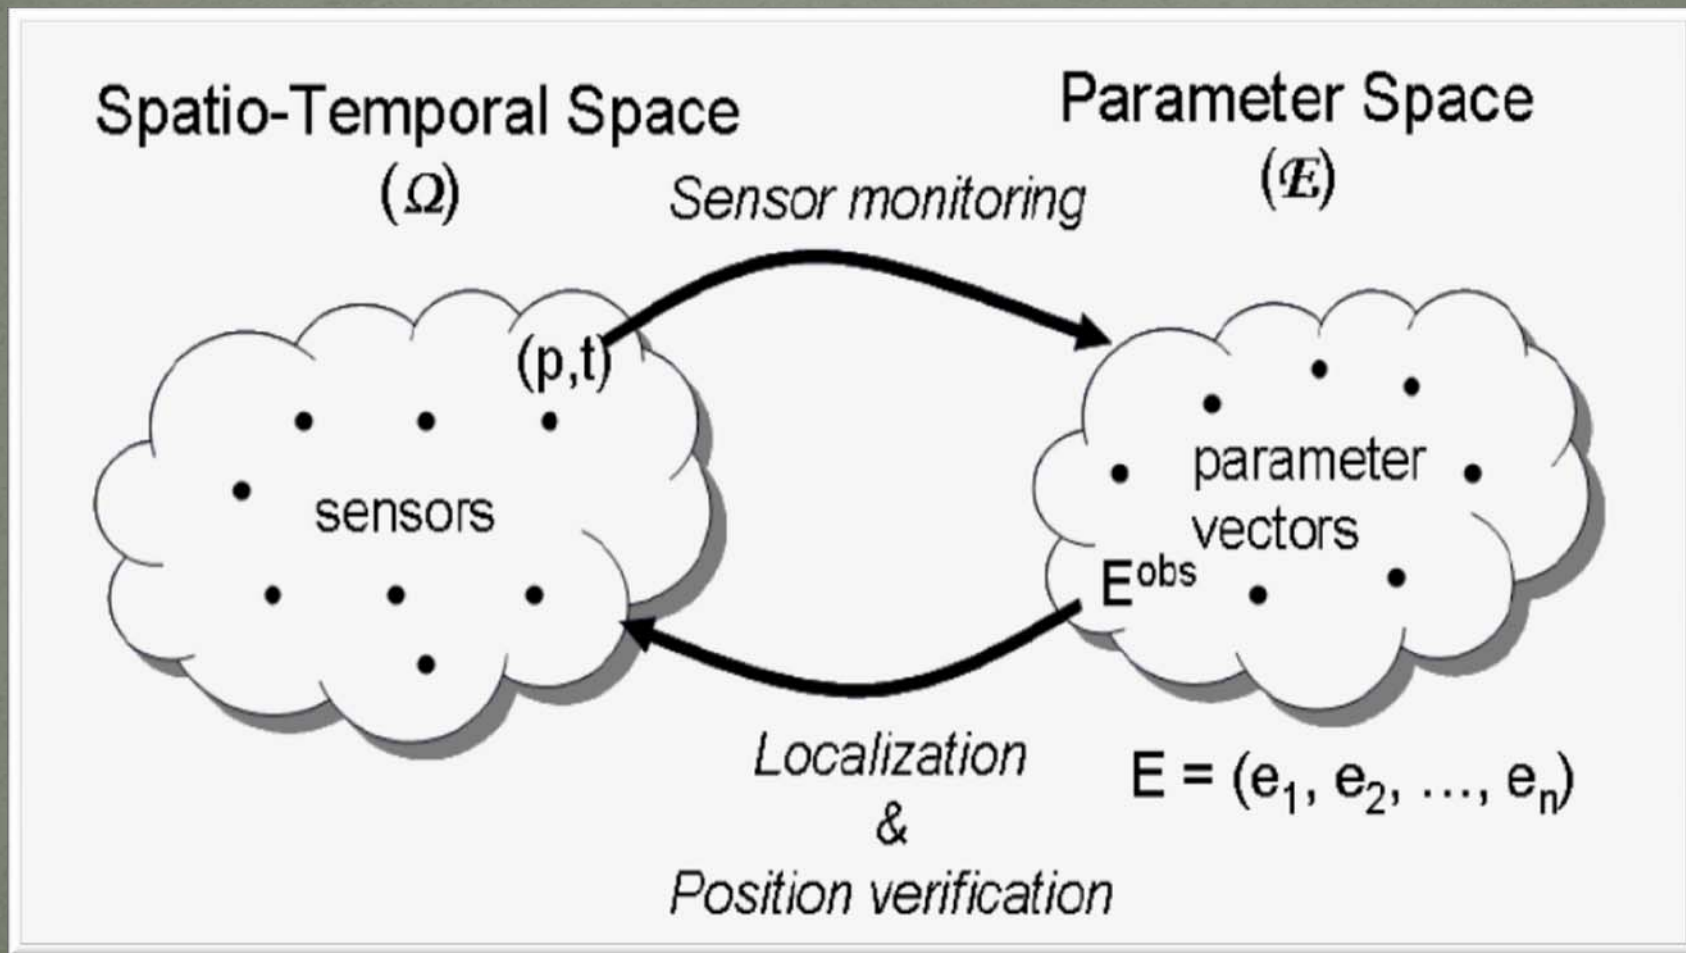 Spatio-Temporal Space
(Ω)
Parameter Space
(Ɛ)
Sensor monitoring
(p,t)
sensors
parameter
vectors
E^obs
Localization
&
Position verification
E = (e₁, e₂, ..., eₙ)